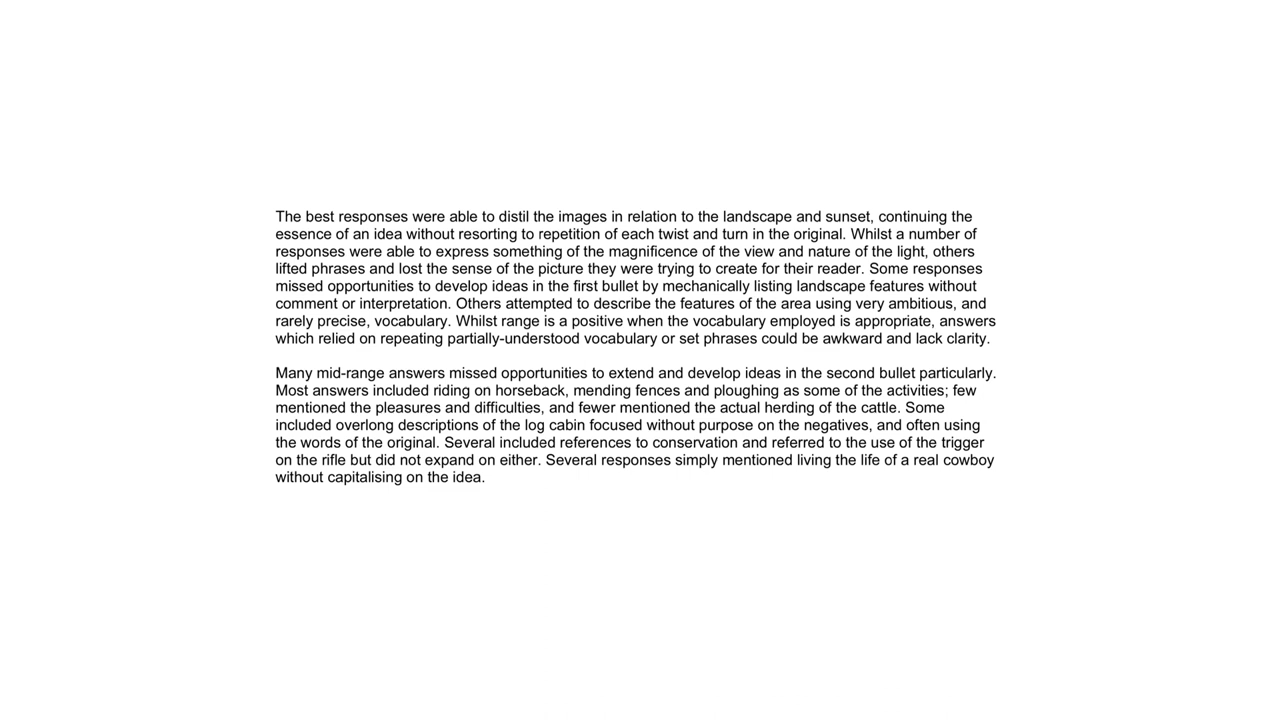 The best responses were able to distil the images in relation to the landscape and sunset, continuing the
essence of an idea without resorting to repetition of each twist and turn in the original. Whilst a number of
responses were able to express something of the magnificence of the view and nature of the light, others
lifted phrases and lost the sense of the picture they were trying to create for their reader. Some responses
missed opportunities to develop ideas in the first bullet by mechanically listing landscape features without
comment or interpretation. Others attempted to describe the features of the area using very ambitious, and
rarely precise, vocabulary. Whilst range is a positive when the vocabulary employed is appropriate, answers
which relied on repeating partially-understood vocabulary or set phrases could be awkward and lack clarity.
Many mid-range answers missed opportunities to extend and develop ideas in the second bullet particularly.
Most answers included riding on horseback, mending fences and ploughing as some of the activities; few
mentioned the pleasures and difficulties, and fewer mentioned the actual herding of the cattle. Some
included overlong descriptions of the log cabin focused without purpose on the negatives, and often using
the words of the original. Several included references to conservation and referred to the use of the trigger
on the rifle but did not expand on either. Several responses simply mentioned living the life of a real cowboy
without capitalising on the idea.